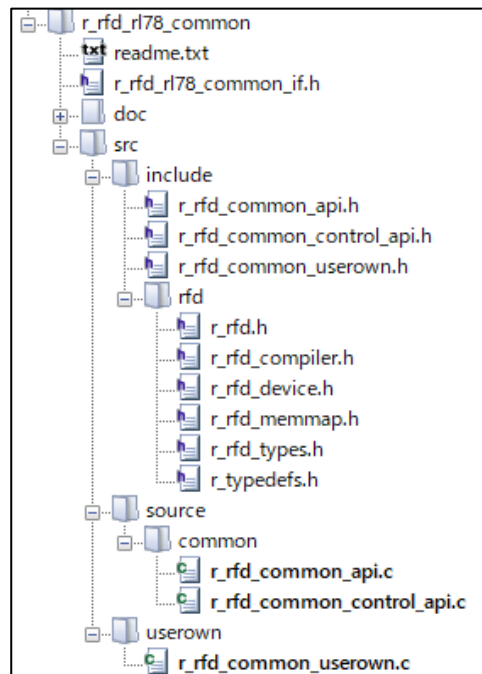 r_rfd_rl78_common
readme.txt
r_rfd_rl78_common_if.h
doc
src
include
r_rfd_common_api.h
r_rfd_common_control_api.h
r_rfd_common_userown.h
rfd
r_rfd.h
r_rfd_compiler.h
r_rfd_device.h
r_rfd_memmap.h
r_rfd_types.h
r_typedefs.h
source
common
r_rfd_common_api.c
r_rfd_common_control_api.c
userown
r_rfd_common_userown.c